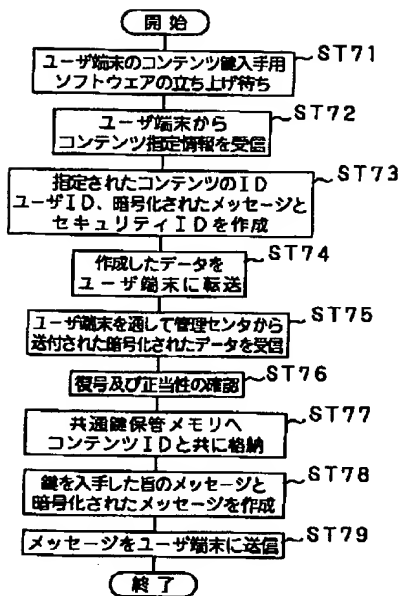 開始
ユーザ端末のコンテンツ鍵入手用
ソフトウェアの立ち上げ待ち
ST71
ユーザ端末から
コンテンツ指定情報を受信
ST72
指定されたコンテンツのID
ユーザID、暗号化されたメッセージと
セキュリティIDを作成
ST73
作成したデータを
ユーザ端末に転送
ST74
ユーザ端末を通して管理センタから
送付された暗号化されたデータを受信
ST75
復号及び正当性の確認
ST76
共通鍵保管メモリへ
コンテンツIDと共に格納
ST77
鍵を入手した旨のメッセージと
暗号化されたメッセージを作成
ST78
メッセージをユーザ端末に送信
ST79
終了